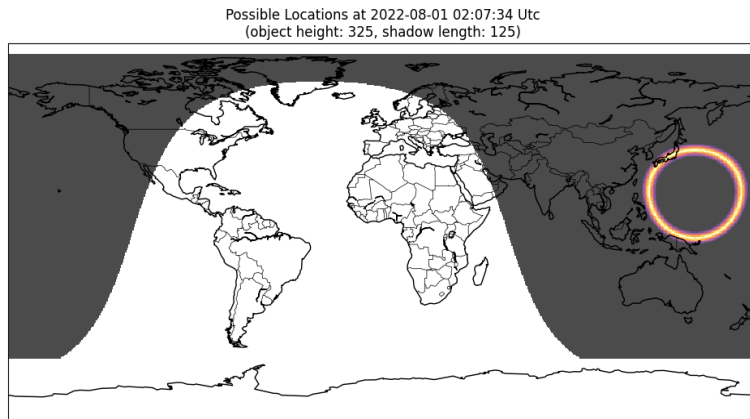 Possible Locations at 2022-08-01 02:07:34 Utc
(object height: 325, shadow length: 125)